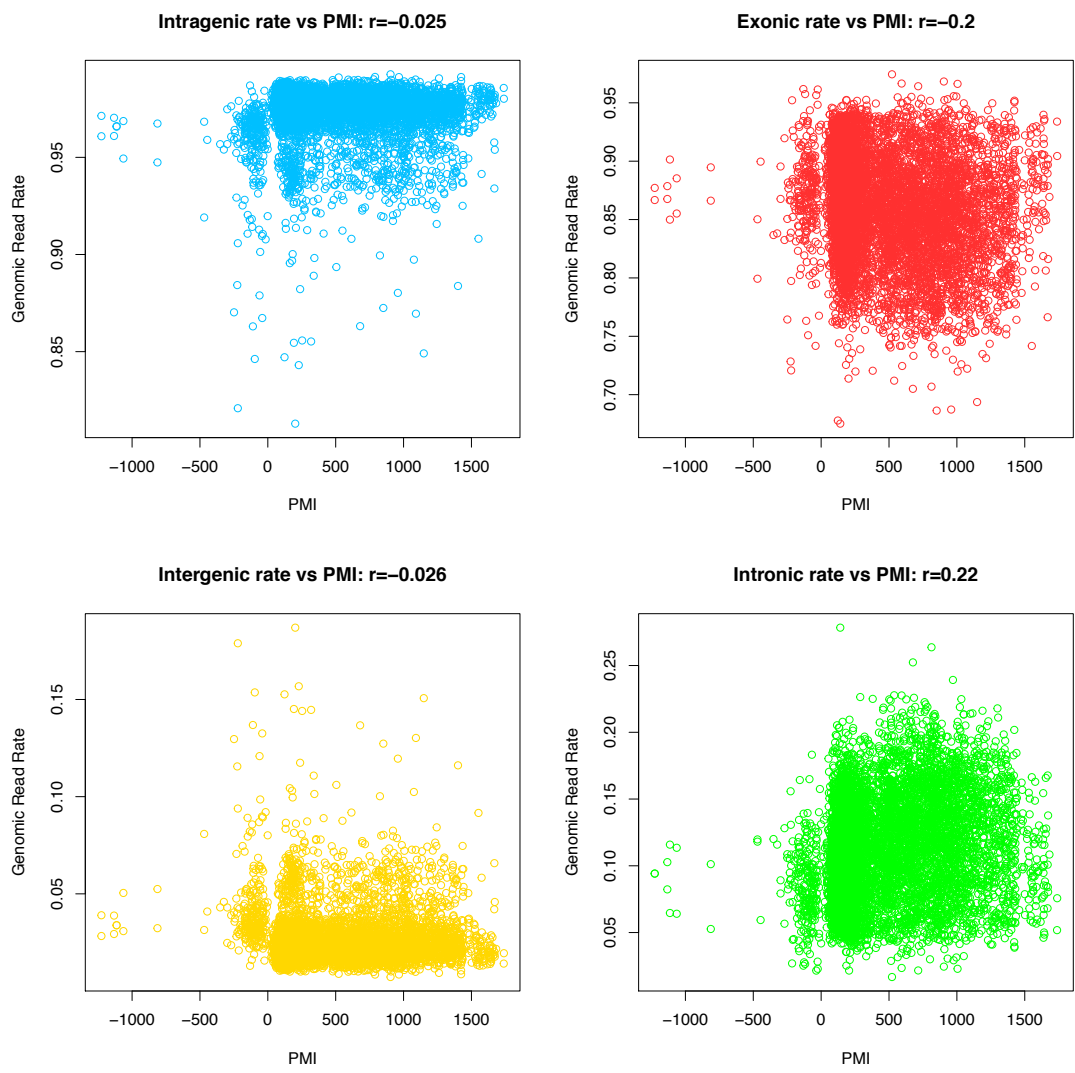 Intragenic rate vs PMI: r=−0.025
Genomic Read Rate
0.95
0.90
0.85
−1000 −500 0 500 1000 1500
PMI
Exonic rate vs PMI: r=−0.2
Genomic Read Rate
0.95
0.90
0.85
0.80
0.75
0.70
−1000 −500 0 500 1000 1500
PMI
Intergenic rate vs PMI: r=−0.026
Genomic Read Rate
0.15
0.10
0.05
−1000 −500 0 500 1000 1500
PMI
Intronic rate vs PMI: r=0.22
Genomic Read Rate
0.25
0.20
0.15
0.10
0.05
−1000 −500 0 500 1000 1500
PMI